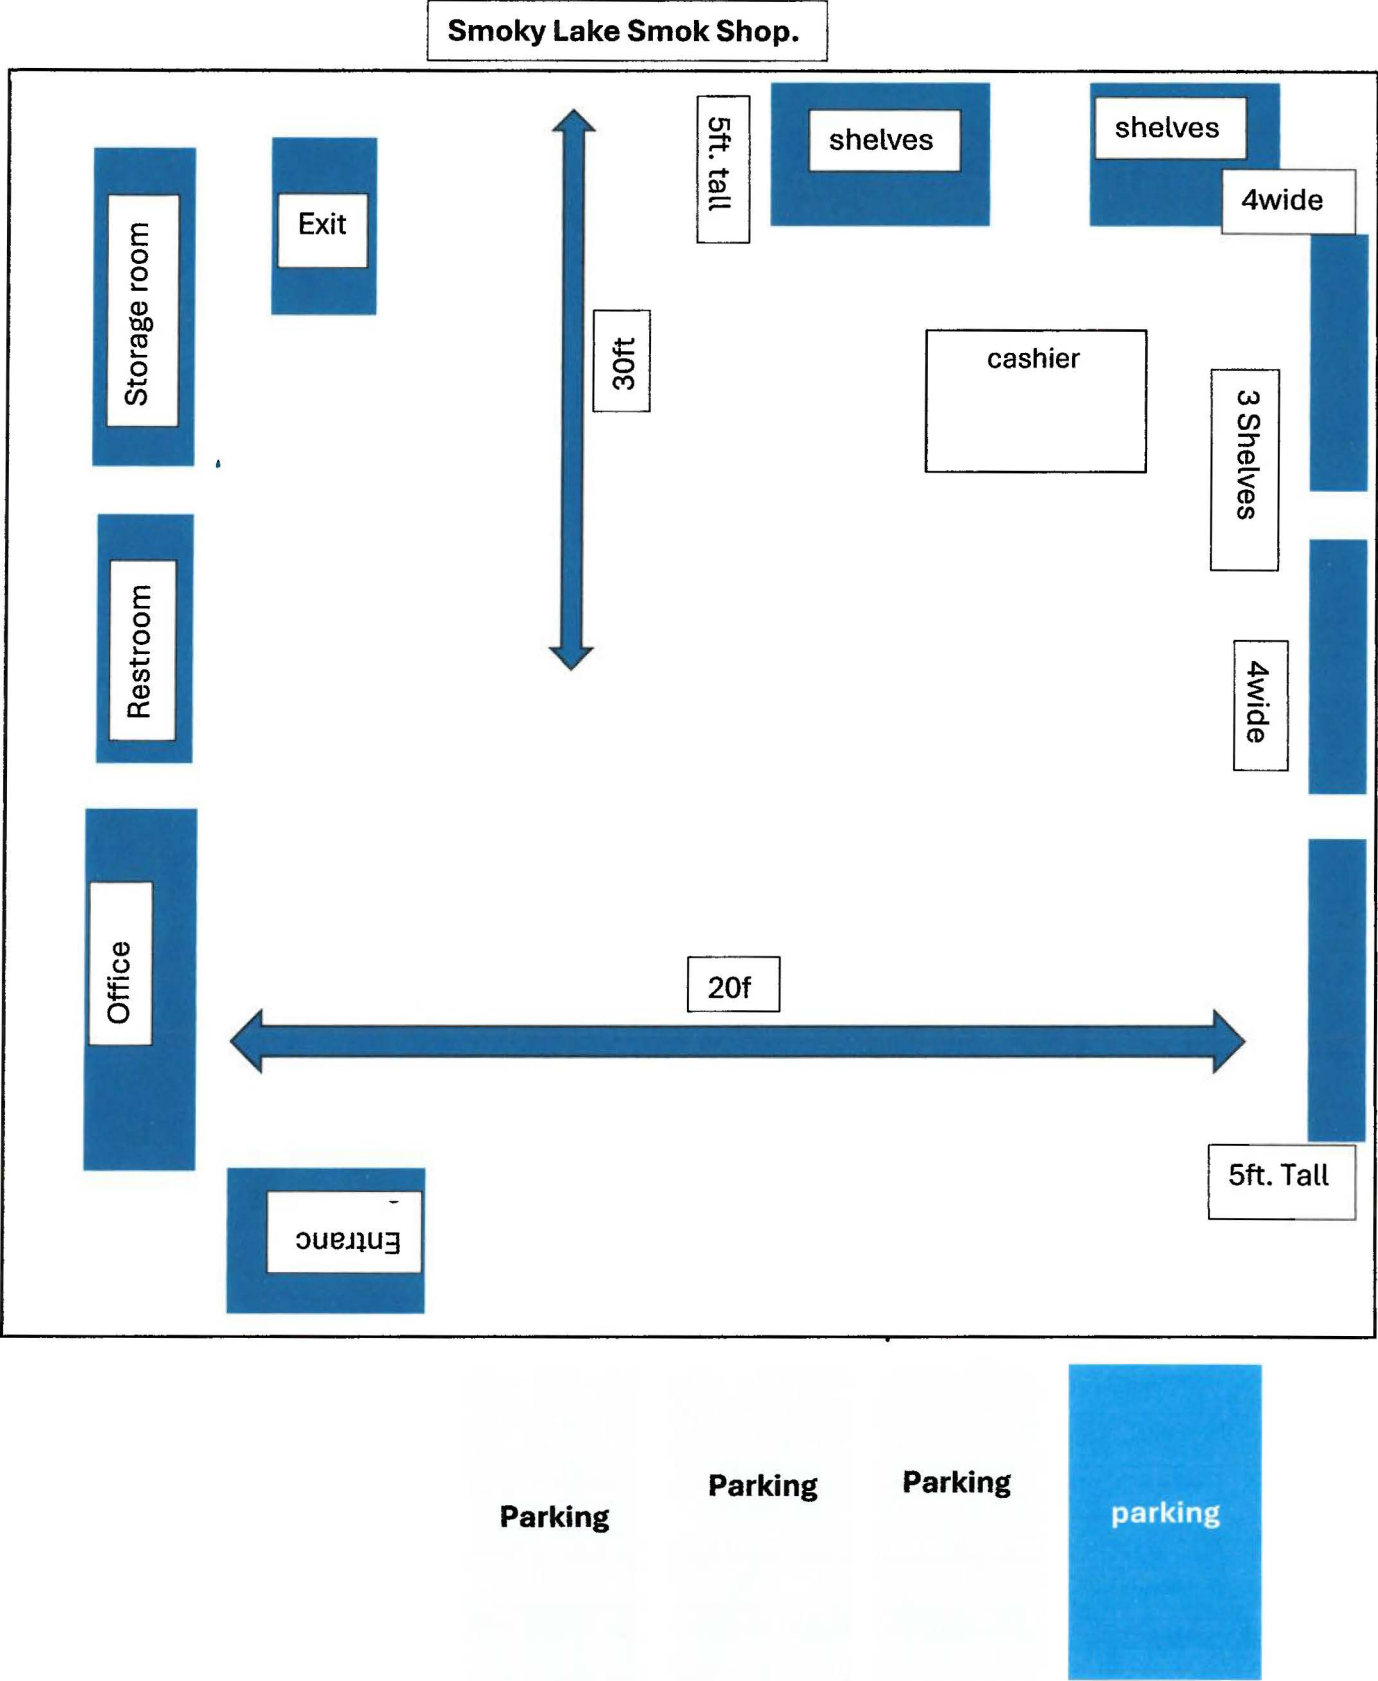 Smoky Lake Smok Shop.
5ft. tall
shelves
shelves
4wide
Storage room
Exit
30ft
cashier
3 Shelves
Restroom
4wide
Office
20f
5ft. Tall
Entranc
Parking
Parking
Parking
parking